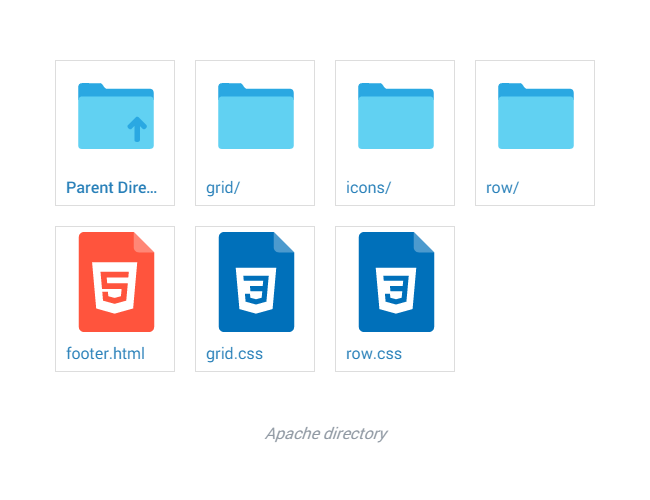 Parent Dire...
grid/
icons/
row/
footer.html
grid.css
row.css
Apache directory